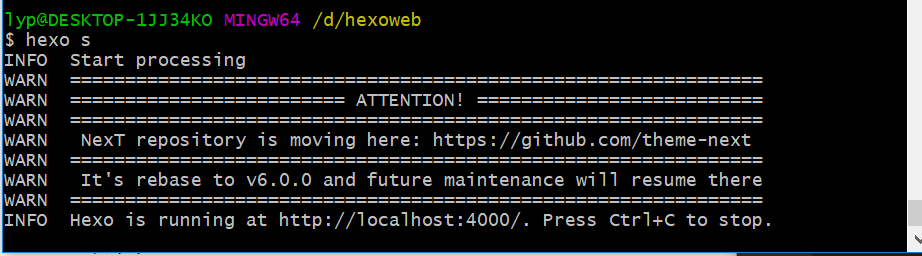 lyp@DESKTOP-1JJ34KO MINGW64 /d/hexoweb
$ hexo s
INFO  Start processing
WARN  ===============================================================
WARN  ========================= ATTENTION! ==========================
WARN  ===============================================================
WARN   NexT repository is moving here: https://github.com/theme-next
WARN  ===============================================================
WARN   It's rebase to v6.0.0 and future maintenance will resume there
WARN  ===============================================================
INFO  Hexo is running at http://localhost:4000/. Press Ctrl+C to stop.